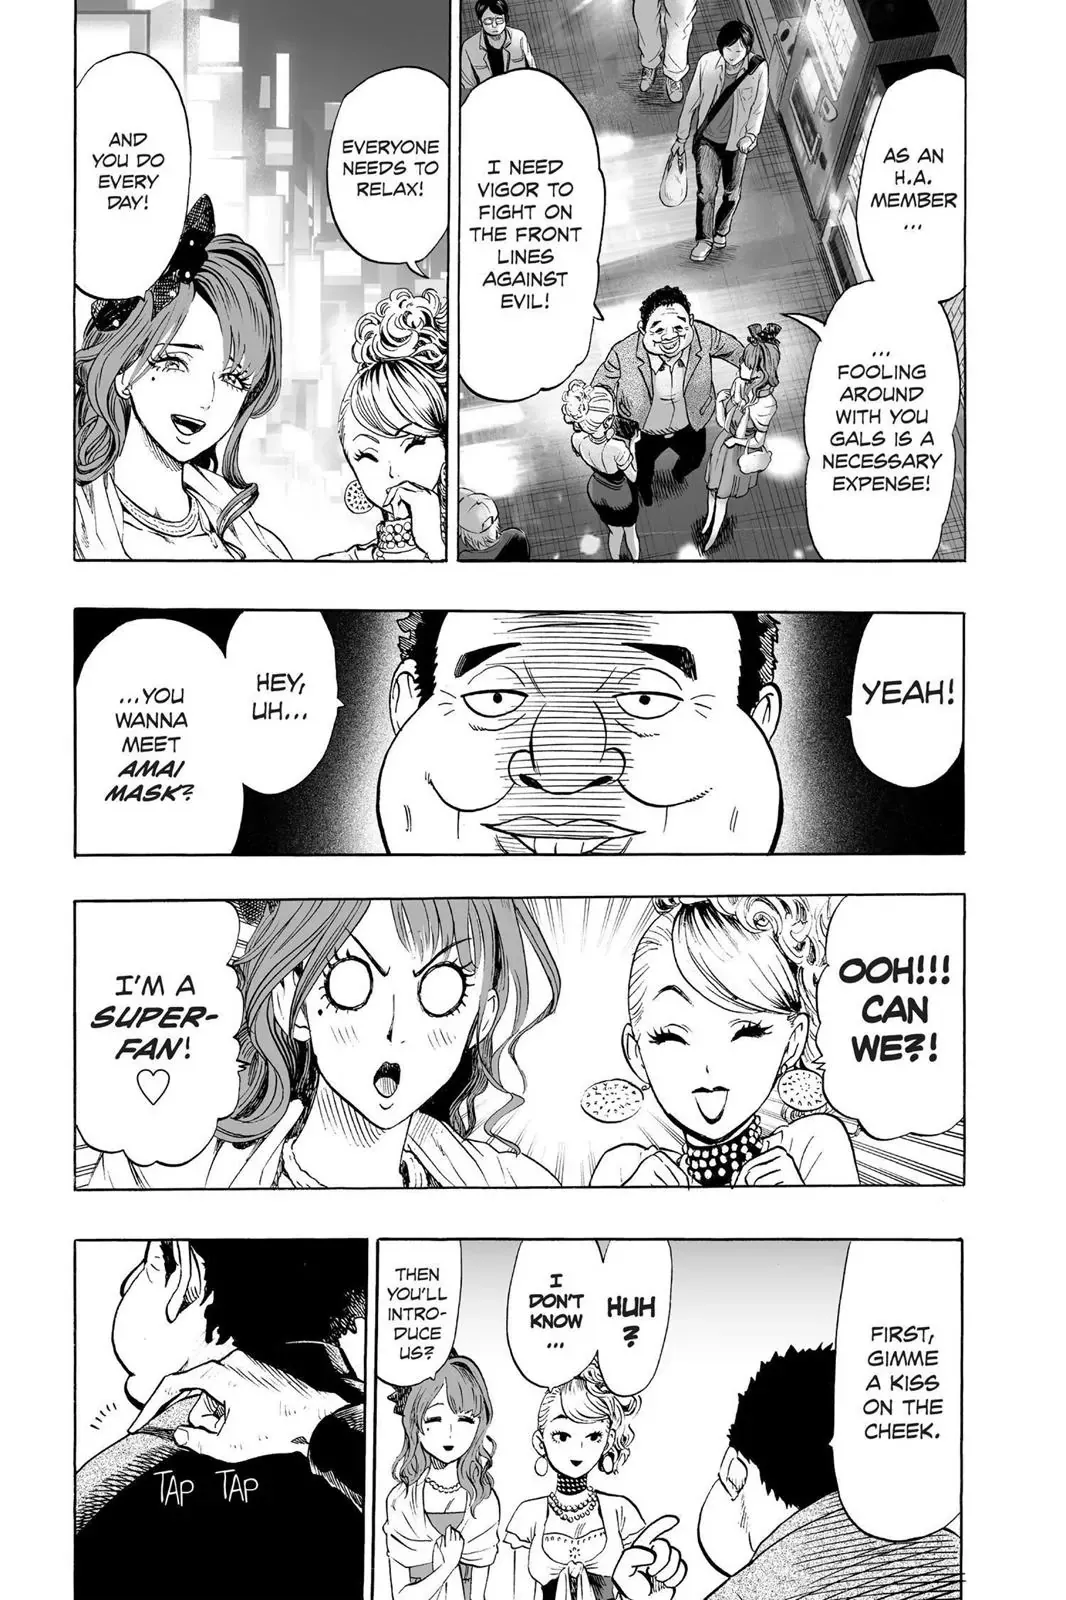 AS AN
H.A.
MEMBER
...
...
FOOLING
AROUND
WITH YOU
GALS IS A
NECESSARY
EXPENSE!
I NEED
VIGOR TO
FIGHT ON
THE FRONT
LINES
AGAINST
EVIL!
EVERYONE
NEEDS TO
RELAX!
AND
YOU DO
EVERY
DAY!
YEAH!
HEY,
UH...
...YOU
WANNA
MEET
AMAI
MASK?
OOH!!!
CAN
WE?!
I'M A
SUPER-
FAN!
♡
FIRST,
GIMME
A KISS
ON THE
CHEEK.
HUH
?
I
DON'T
KNOW
...
THEN
YOU'LL
INTRO-
DUCE
US?
TAP TAP